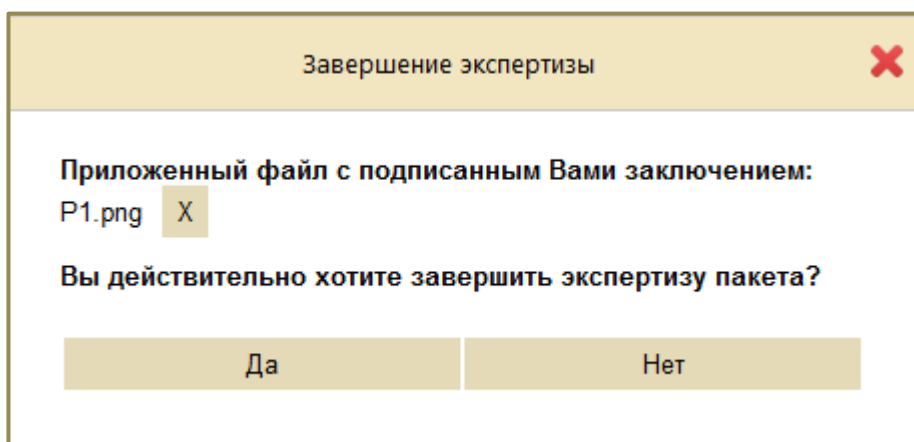 Завершение экспертизы
Приложенный файл с подписанным Вами заключением:
P1.png X
Вы действительно хотите завершить экспертизу пакета?
Да Нет